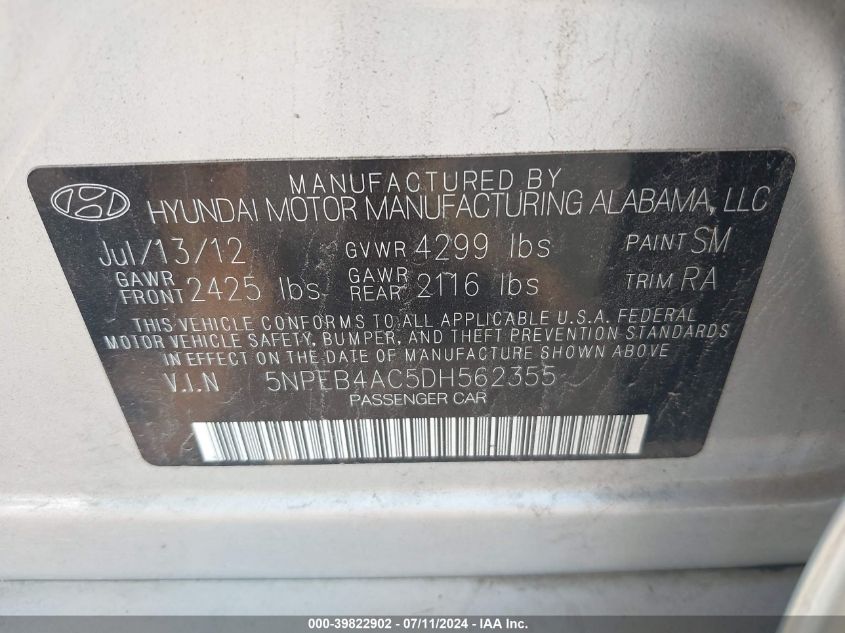 MANUFACTURED BY
HYUNDAI MOTOR MANUFACTURING ALABAMA, LLC
Jul/13/12 GVWR 4299 lbs PAINT SM
GAWR FRONT 2425 lbs GAWR REAR 2116 lbs TRIM RA
THIS VEHICLE CONFORMS TO ALL APPLICABLE U.S.A. FEDERAL
MOTOR VEHICLE SAFETY, BUMPER, AND THEFT PREVENTION STANDARDS
IN EFFECT ON THE DATE OF MANUFACTURE SHOWN ABOVE.
V.I.N 5NPEB4AC5DH562355
PASSENGER CAR
000-39822902 - 07/11/2024 - IAA Inc.